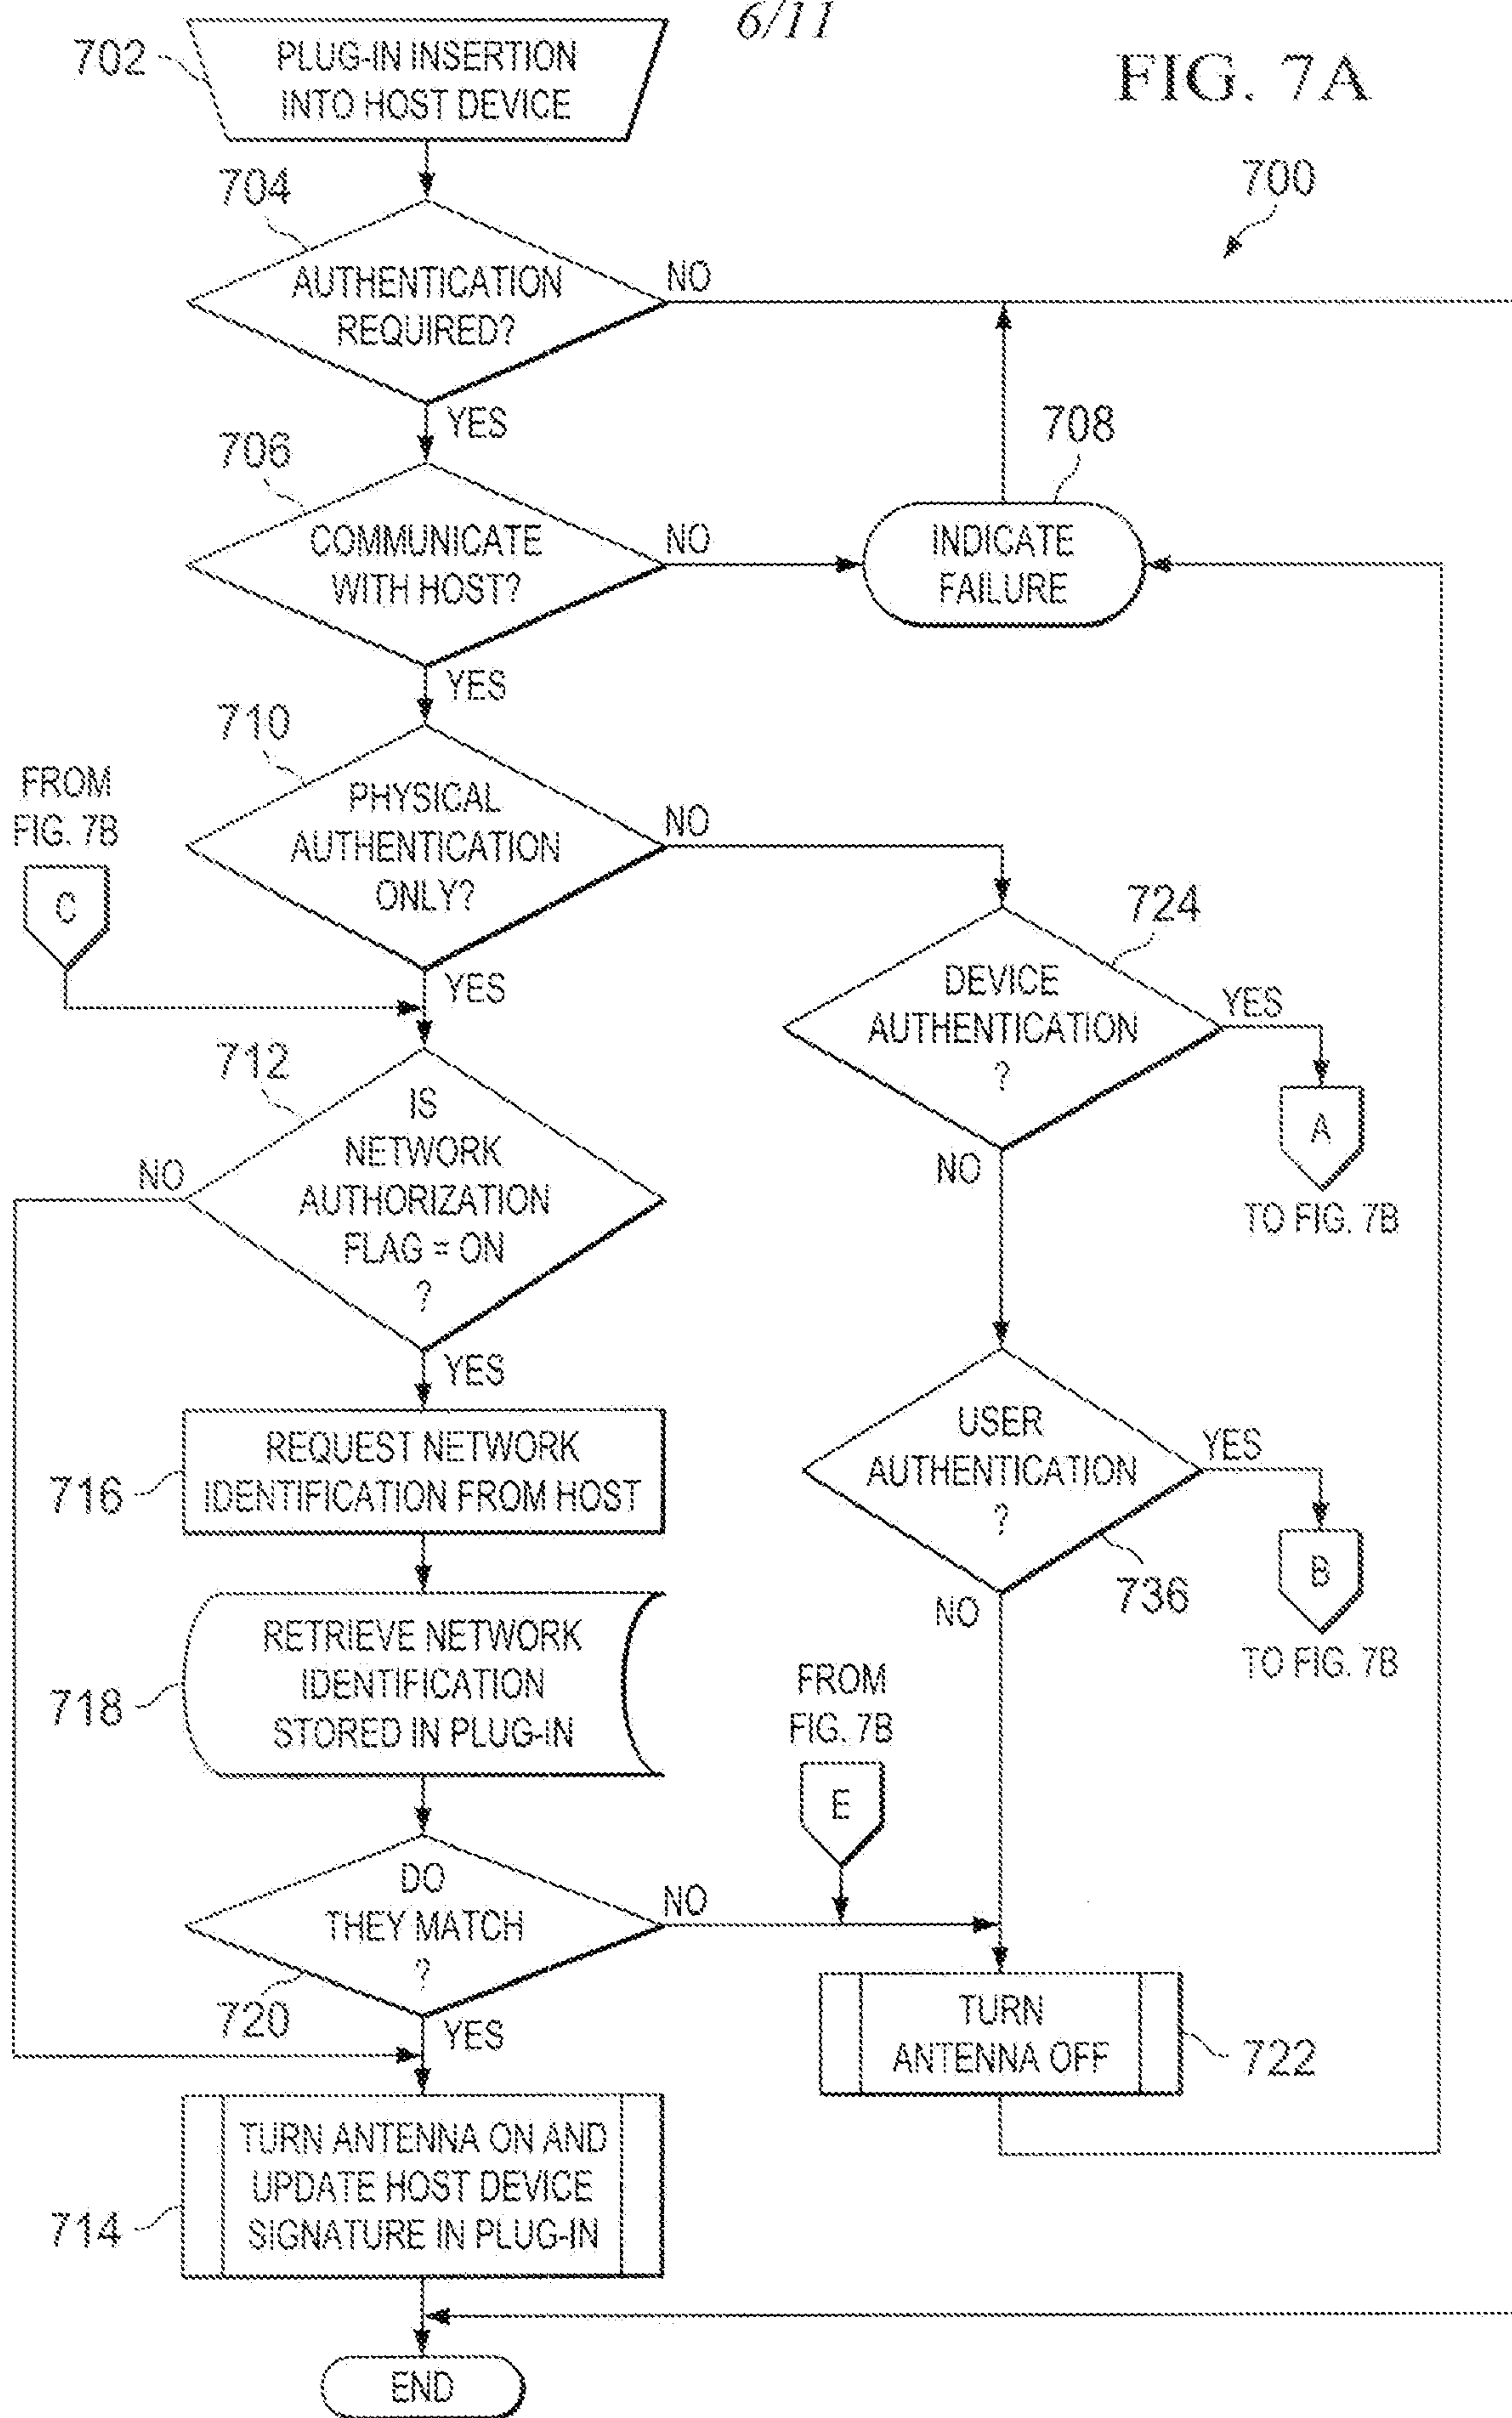 6/11
FIG. 7A
700
702
PLUG-IN INSERTION
INTO HOST DEVICE
704
AUTHENTICATION
REQUIRED?
NO
YES
706
COMMUNICATE
WITH HOST?
NO
YES
708
INDICATE
FAILURE
710
PHYSICAL
AUTHENTICATION
ONLY?
NO
YES
FROM
FIG. 7B
C
724
DEVICE
AUTHENTICATION
?
YES
NO
A
TO FIG. 7B
712
IS
NETWORK
AUTHORIZATION
FLAG = ON
?
NO
YES
716
REQUEST NETWORK
IDENTIFICATION FROM HOST
USER
AUTHENTICATION
?
YES
NO
736
B
TO FIG. 7B
718
RETRIEVE NETWORK
IDENTIFICATION
STORED IN PLUG-IN
FROM
FIG. 7B
E
DO
THEY MATCH
?
NO
720
YES
TURN
ANTENNA OFF
722
714
TURN ANTENNA ON AND
UPDATE HOST DEVICE
SIGNATURE IN PLUG-IN
END